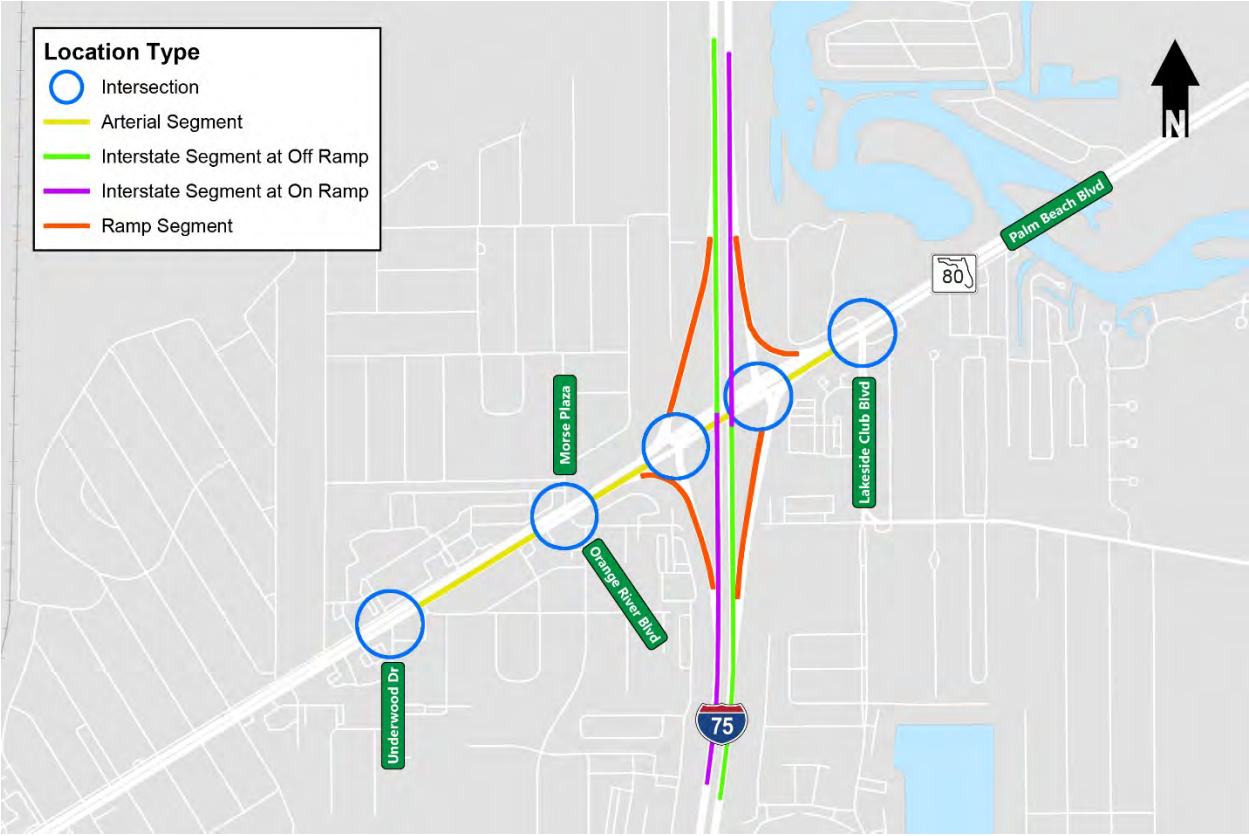 Location Type
Intersection
Arterial Segment
Interstate Segment at Off Ramp
Interstate Segment at On Ramp
Ramp Segment
N
Palm Beach Blvd
80
Lakeside Club Blvd
Morse Plaza
Orange River Blvd
Underwood Dr
75